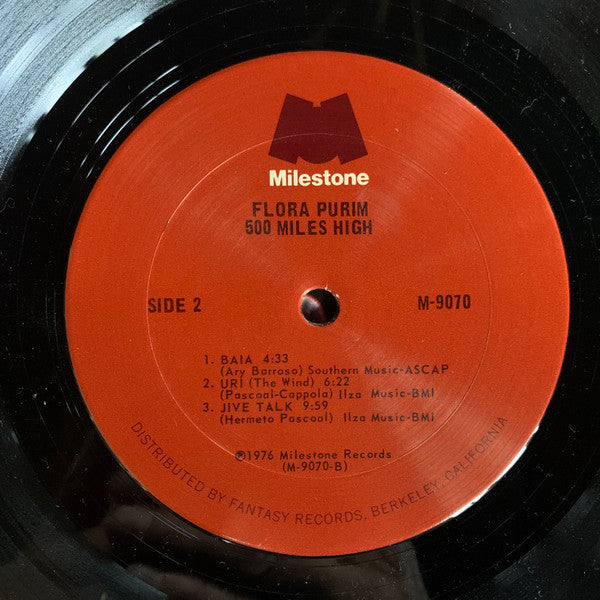 Milestone
FLORA PURIM
500 MILES HIGH
SIDE 2
M-9070
1. BAIA 4:33
(Ary Barroso) Southern Music-ASCAP
2. URI (The Wind) 6:22
(Pascoal-Cappola) Ilza Music-BMI
3. JIVE TALK 9:59
(Hermeto Pascoal) Ilza Music-BMI
℗1976 Milestone Records
(M-9070-B)
DISTRIBUTED BY FANTASY RECORDS, BERKELEY, CALIFORNIA